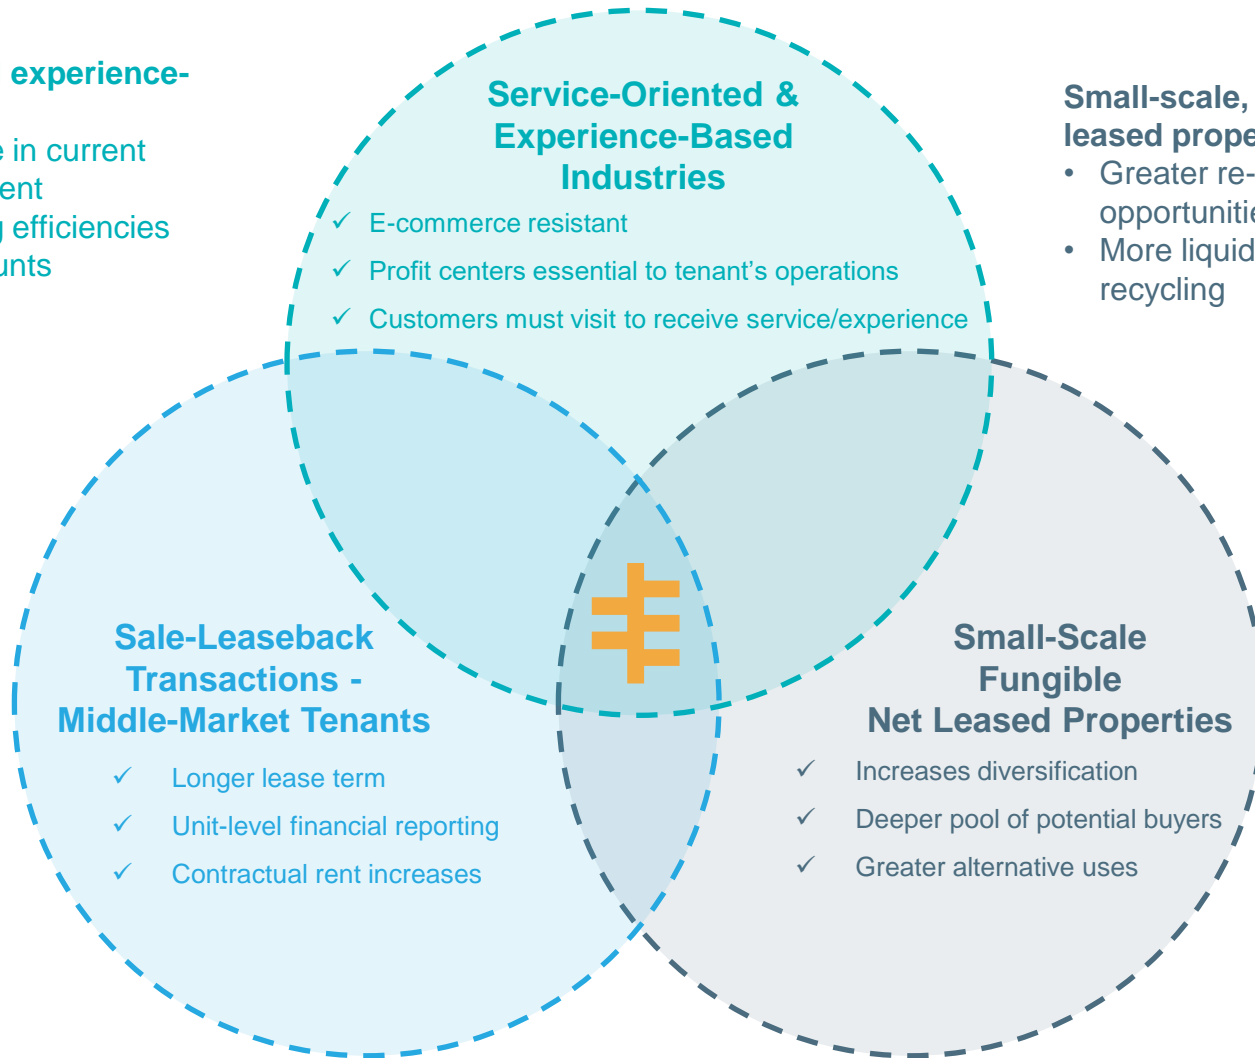 experience-
e in current
ent
g efficiencies
unts
Service-Oriented &
Experience-Based
Industries
✓ E-commerce resistant
✓ Profit centers essential to tenant's operations
✓ Customers must visit to receive service/experience
Small-scale,
leased prope
• Greater re-
opportunitie
• More liquid
recycling
Sale-Leaseback
Transactions -
Middle-Market Tenants
✓ Longer lease term
✓ Unit-level financial reporting
✓ Contractual rent increases
Small-Scale
Fungible
Net Leased Properties
✓ Increases diversification
✓ Deeper pool of potential buyers
✓ Greater alternative uses